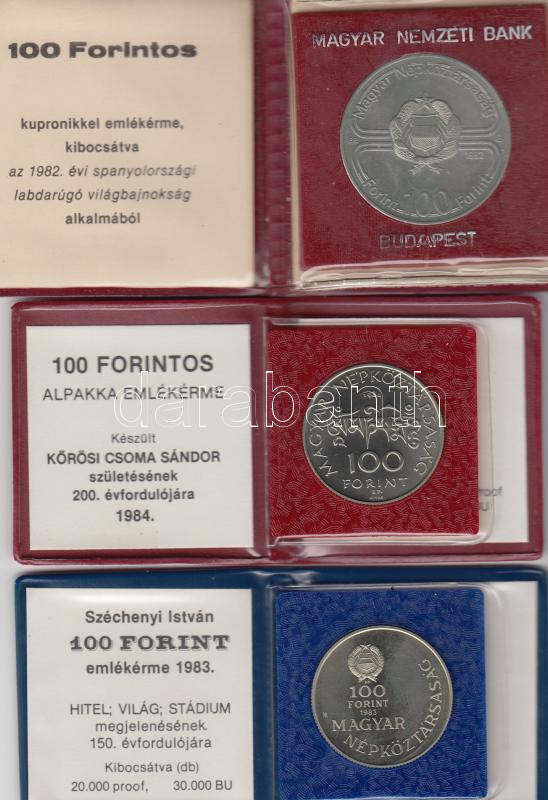 100 Forintos
kupronikkel emlékérme,
kibocsátva
az 1982. évi spanyolországi
labdarúgó világbajnokság
alkalmából
MAGYAR NEMZETI BANK
Magyar Népköztársaság
1982
Forint 100 Forint
BUDAPEST
100 FORINTOS
ALPAKKA EMLÉKÉRME
Készült
KŐRÖSI CSOMA SÁNDOR
születésének
200. évfordulójára
1984.
MAGYAR NÉPKÖZTÁRSASÁG
100
FORINT
BP.
proof
BU
darabanth
Széchenyi István
100 FORINT
emlékérme 1983.
HITEL; VILÁG; STÁDIUM
megjelenésének
150. évfordulójára
Kibocsátva (db)
20.000 proof, 30.000 BU
100
FORINT
1983
MAGYAR
NÉPKÖZTÁRSASÁG